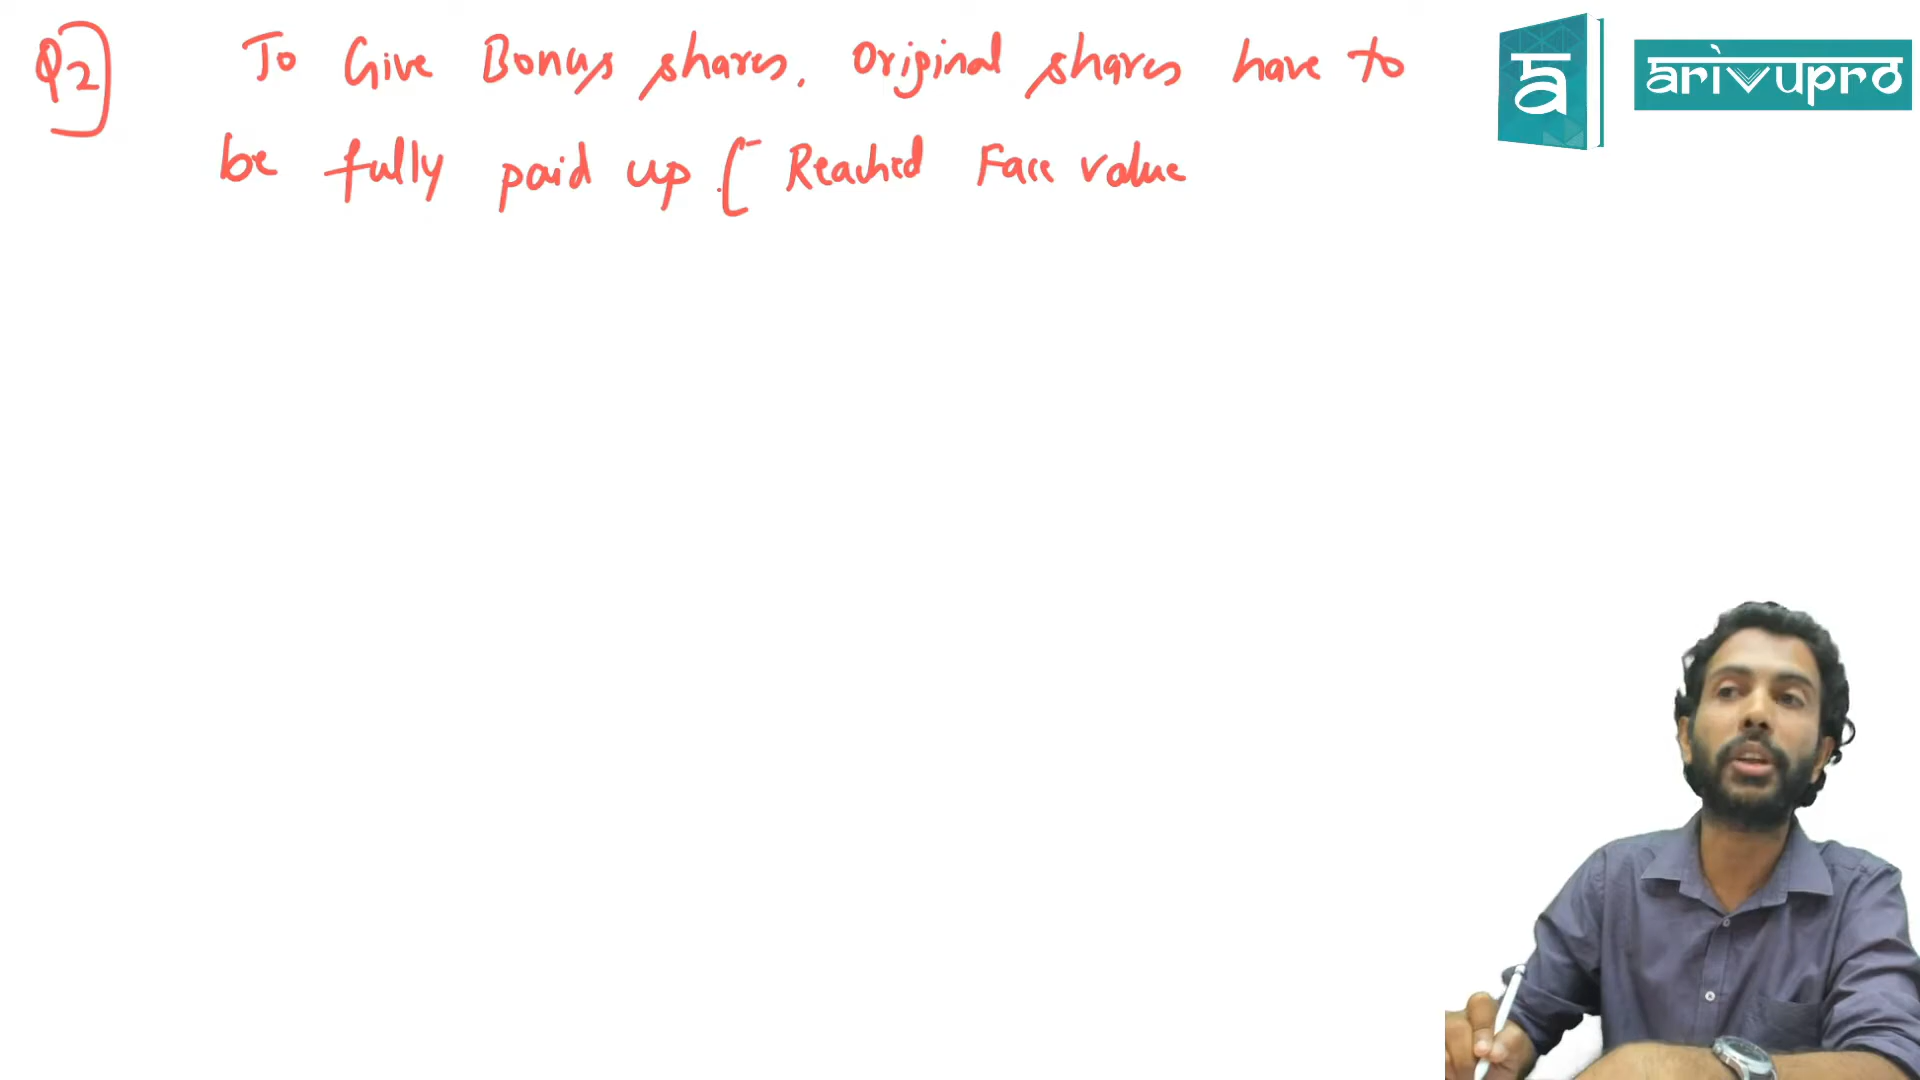 Q2] To Give Bonus shares. Original shares have to
be fully paid up [ Reached Face value
a arivupro